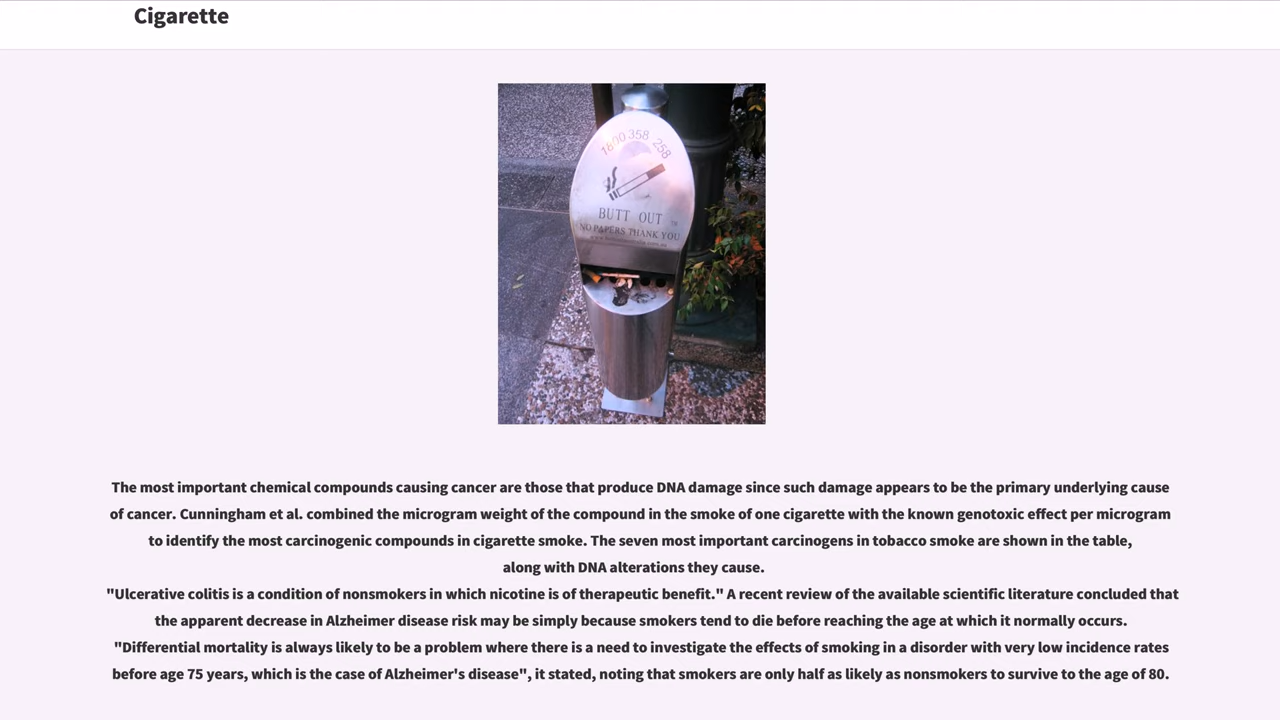 Cigarette
1800 358 258
BUTT OUT
NO PAPERS THANK YOU
The most important chemical compounds causing cancer are those that produce DNA damage since such damage appears to be the primary underlying cause
of cancer. Cunningham et al. combined the microgram weight of the compound in the smoke of one cigarette with the known genotoxic effect per microgram
to identify the most carcinogenic compounds in cigarette smoke. The seven most important carcinogens in tobacco smoke are shown in the table,
along with DNA alterations they cause.
"Ulcerative colitis is a condition of nonsmokers in which nicotine is of therapeutic benefit." A recent review of the available scientific literature concluded that
the apparent decrease in Alzheimer disease risk may be simply because smokers tend to die before reaching the age at which it normally occurs.
"Differential mortality is always likely to be a problem where there is a need to investigate the effects of smoking in a disorder with very low incidence rates
before age 75 years, which is the case of Alzheimer's disease", it stated, noting that smokers are only half as likely as nonsmokers to survive to the age of 80.